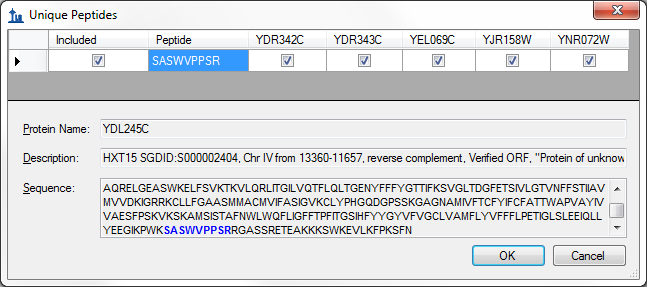 Unique Peptides
Included Peptide YDR342C YDR343C YEL069C YJR158W YNR072W
SASWVPPSR
Protein Name: YDL245C
Description: HXT15 SGDID:S000002404, Chr IV from 13360-11657, reverse complement, Verified ORF, "Protein of unknow
Sequence: AQRELGEASWKELFSVKTKVLQRLITGILVQTFLQLTGENYFFFYGTTIFKSVGLTDGFETSIVLGTVNFFSTIIAV
MVVDKIGRRKCLLFGAASMMACMVIFASIGVKCLYPHGQDGPSSKGAGNAMIVFTCFYIFCFATTWAPVAYIV
VAESFPSKVKSKAMSISTAFNWLWQFLIGFFTPFITGSIHFYYGYVFVGCLVAMFLYVFFFLPETIGLSLEEIQLL
YEEGIKPWKSASWVPPSRRGASSRETEAKKKSWKEVLKFPKSFN
OK Cancel